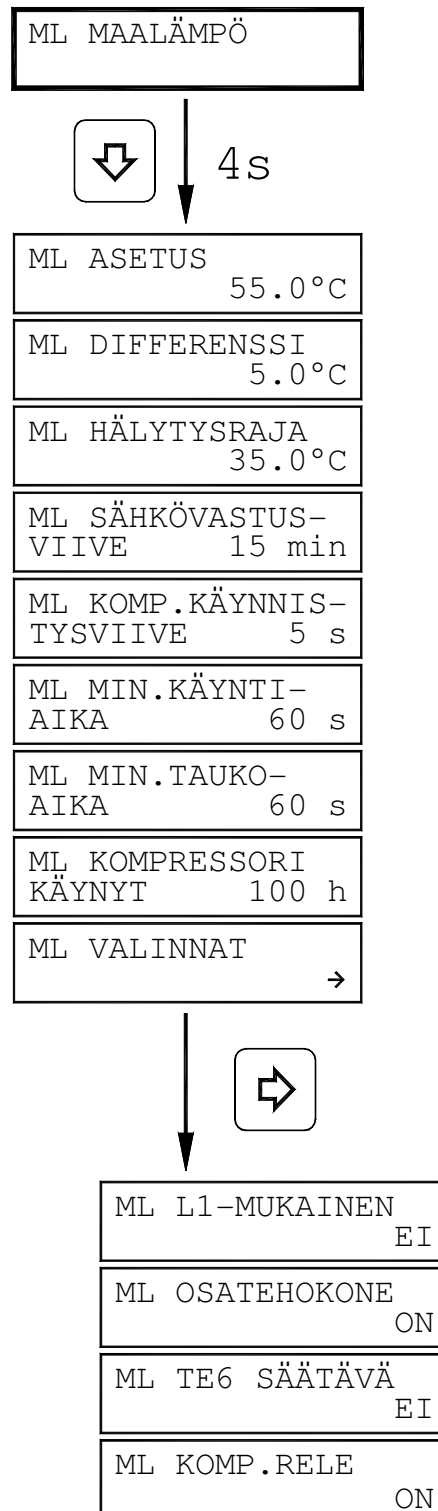 ML MAALÄMPÖ
4s
ML ASETUS
55.0°C
ML DIFFERENSSI
5.0°C
ML HÄLYTYSRAJA
35.0°C
ML SÄHKÖVASTUS-
VIIVE 15 min
ML KOMP.KÄYNNIS-
TYSVIIVE 5 s
ML MIN.KÄYNTI-
AIKA 60 s
ML MIN.TAUKO-
AIKA 60 s
ML KOMPRESSORI
KÄYNYT 100 h
ML VALINNAT
→
ML L1-MUKAINEN
EI
ML OSATEHOKONE
ON
ML TE6 SÄÄTÄVÄ
EI
ML KOMP.RELE
ON